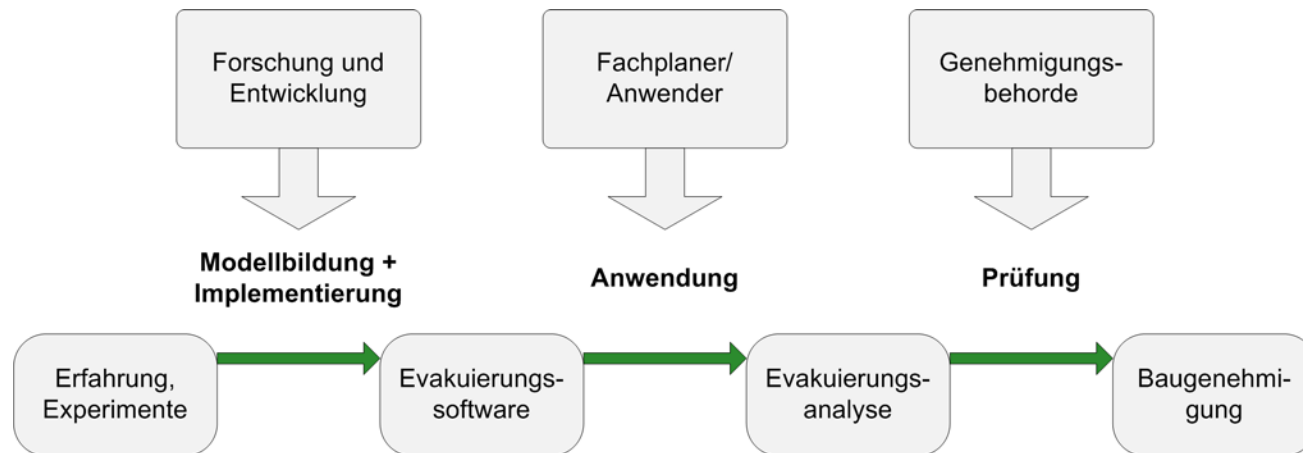 Forschung und
Entwicklung
Fachplaner/
Anwender
Genehmigungs-
behorde
Modellbildung +
Implementierung
Anwendung
Prüfung
Erfahrung,
Experimente
Evakuierungs-
software
Evakuierungs-
analyse
Baugenehmi-
gung